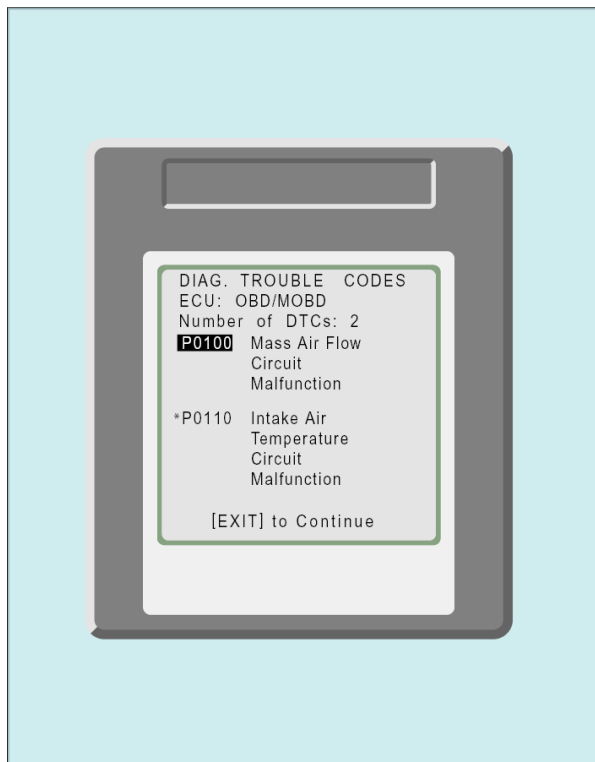 DIAG. TROUBLE CODES
ECU: OBD/MOBD
Number of DTCs: 2
P0100 Mass Air Flow
Circuit
Malfunction
*P0110 Intake Air
Temperature
Circuit
Malfunction
[EXIT] to Continue